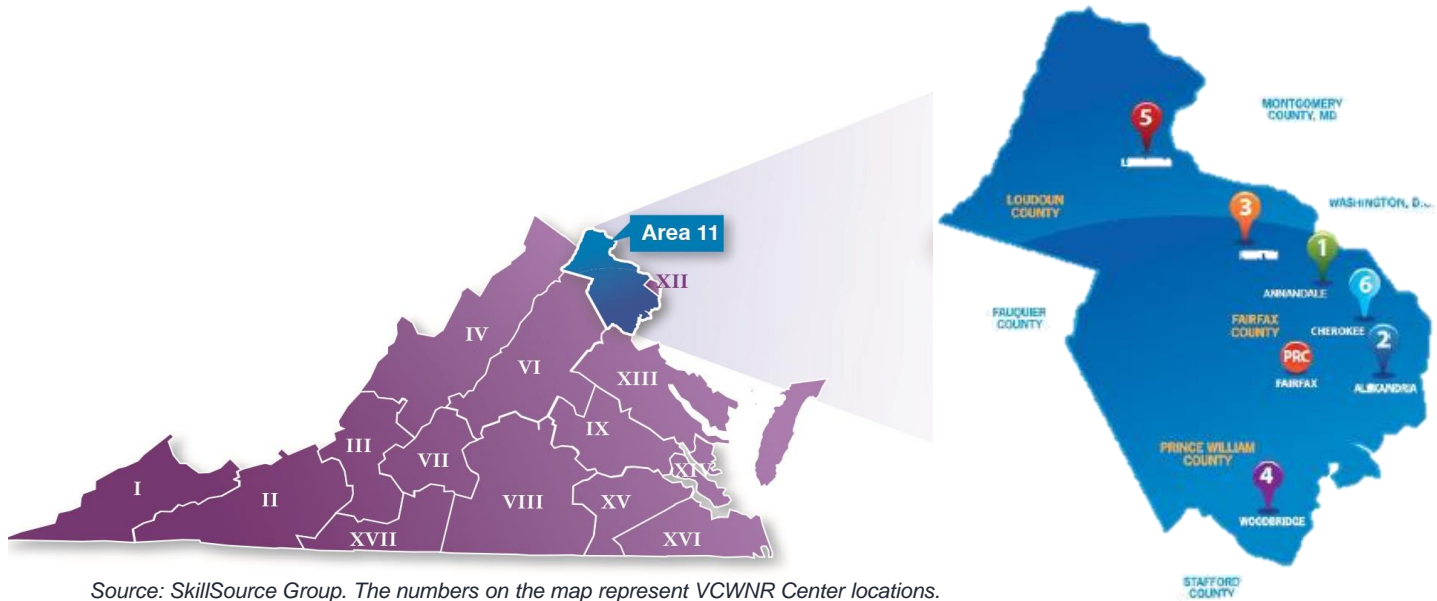 Area 11
XII
IV
VI
XIII
III
IX
VII
XIV
I
II
VIII
XV
XVII
XVI
Source: SkillSource Group. The numbers on the map represent VCWNR Center locations.
MONTGOMERY
COUNTY, MD
5
LOUDOUN
COUNTY
3
WASHINGTON, D.C.
1
ANNANDALE
6
FAUQUIER
COUNTY
FAIRFAX
COUNTY
CHEROKEE
2
PRC
FAIRFAX
ALEXANDRIA
PRINCE WILLIAM
COUNTY
4
WOODBRIDGE
STAFFORD
COUNTY